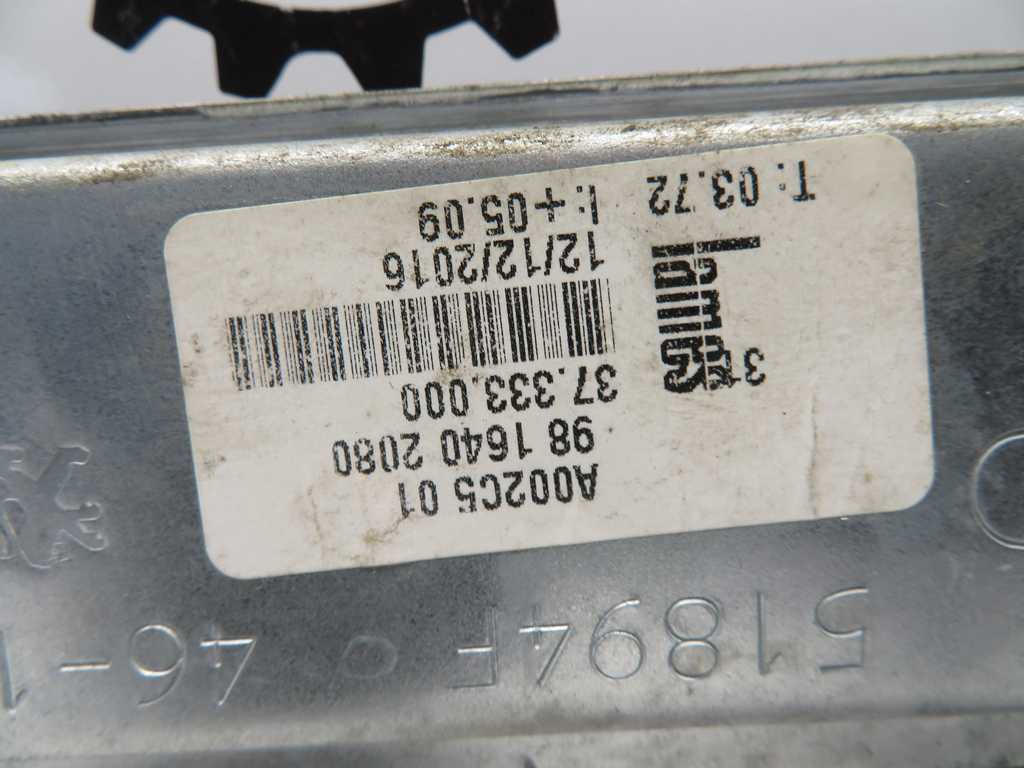 A002C5 01
98 1640 2080
37.333.000
31
Lames
12/12/2016
I:+05.09
T: 03.72
51894F 46-1